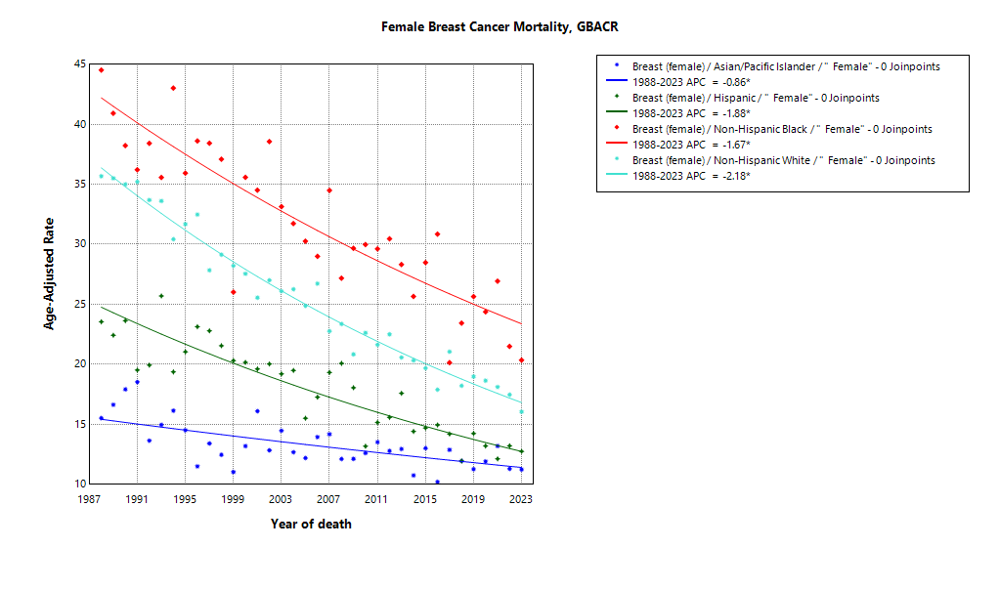 Female Breast Cancer Mortality, GBACR
Breast (female) / Asian/Pacific Islander / " Female" - 0 Joinpoints
1988-2023 APC = -0.86*
Breast (female) / Hispanic / " Female" - 0 Joinpoints
1988-2023 APC = -1.88*
Breast (female) / Non-Hispanic Black / " Female" - 0 Joinpoints
1988-2023 APC = -1.67*
Breast (female) / Non-Hispanic White / " Female" - 0 Joinpoints
1988-2023 APC = -2.18*
Age-Adjusted Rate
45
40
35
30
25
20
15
10
1987 1991 1995 1999 2003 2007 2011 2015 2019 2023
Year of death